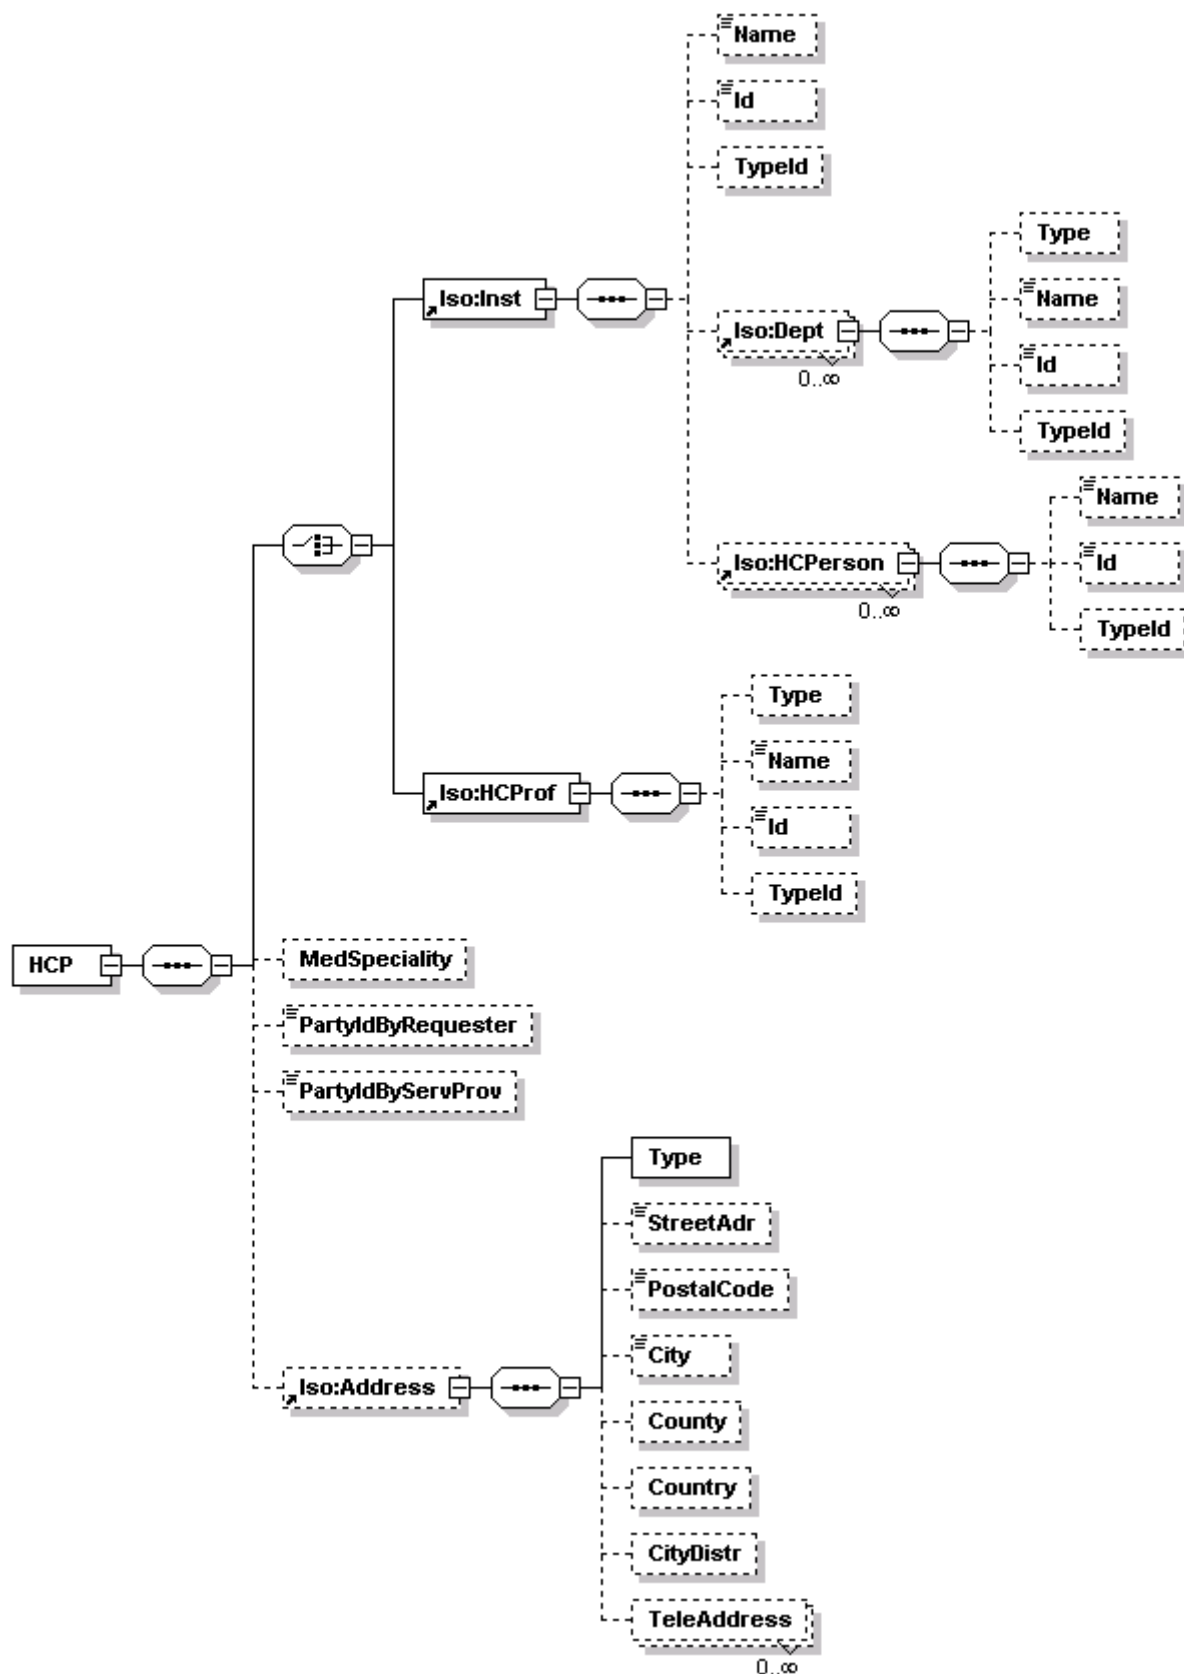 Name
Id
TypeId
Type
Iso:Inst
Name
Iso:Dept
0..∞
Id
TypeId
Name
Iso:HCPerson
0..∞
Id
TypeId
Type
Name
Iso:HCProf
Id
TypeId
HCP
MedSpeciality
PartyIdByRequester
PartyIdByServProv
Type
StreetAdr
PostalCode
City
Iso:Address
County
Country
CityDistr
TeleAddress
0..∞